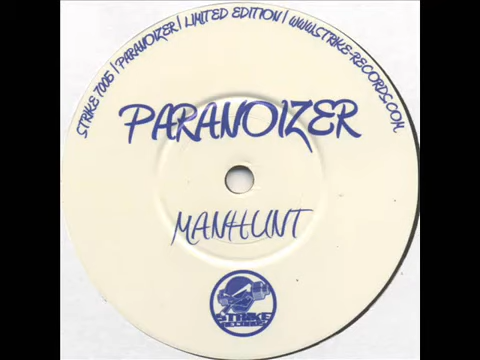 STRIKE 7005 | PARANOIZER | LIMITED EDITION | WWW.STRIKE-RECORDS.COM
PARANOIZER
MANHUNT
STRIKE